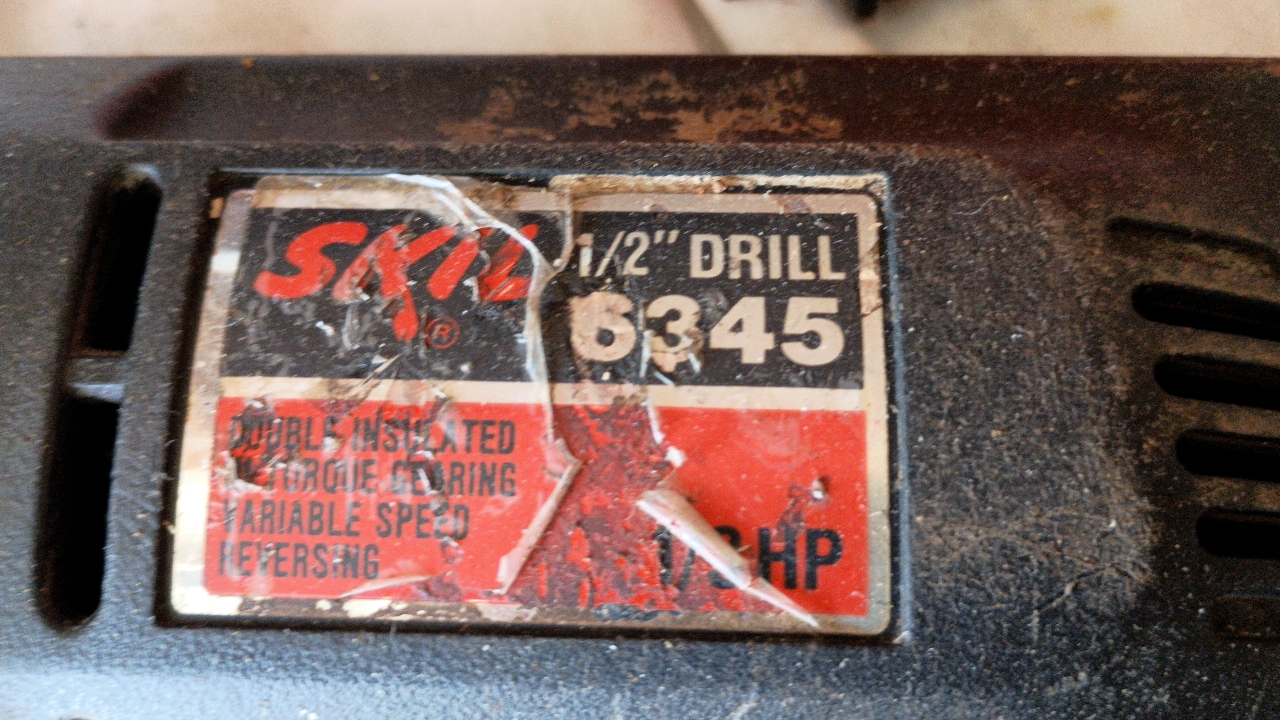 SKIL®
1/2" DRILL
6345
DOUBLE INSULATED
TORQUE GEARING
VARIABLE SPEED
REVERSING
HP